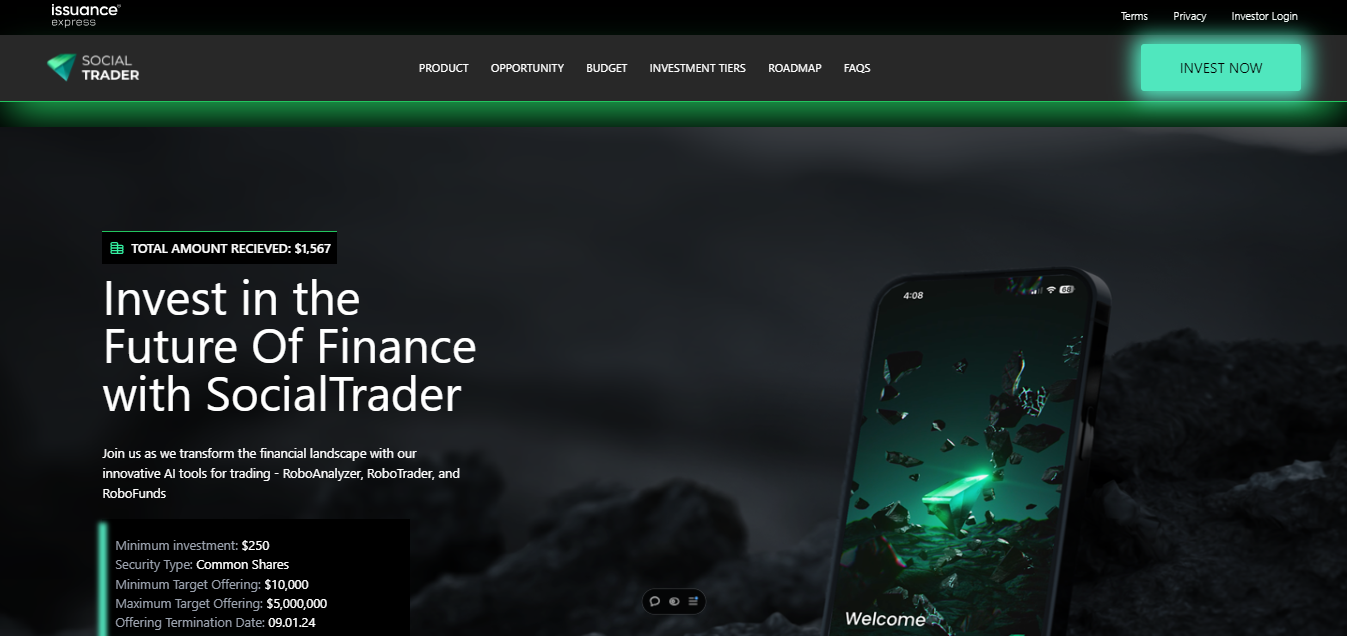 issuance
express
Terms
Privacy
Investor Login
SOCIAL
TRADER
PRODUCT
OPPORTUNITY
BUDGET
INVESTMENT TIERS
ROADMAP
FAQS
INVEST NOW
TOTAL AMOUNT RECIEVED: $1,567
Invest in the
Future Of Finance
with SocialTrader
Join us as we transform the financial landscape with our
innovative AI tools for trading - RoboAnalyzer, RoboTrader, and
RoboFunds
Minimum investment: $250
Security Type: Common Shares
Minimum Target Offering: $10,000
Maximum Target Offering: $5,000,000
Offering Termination Date: 09.01.24
4:08
68
Welcome